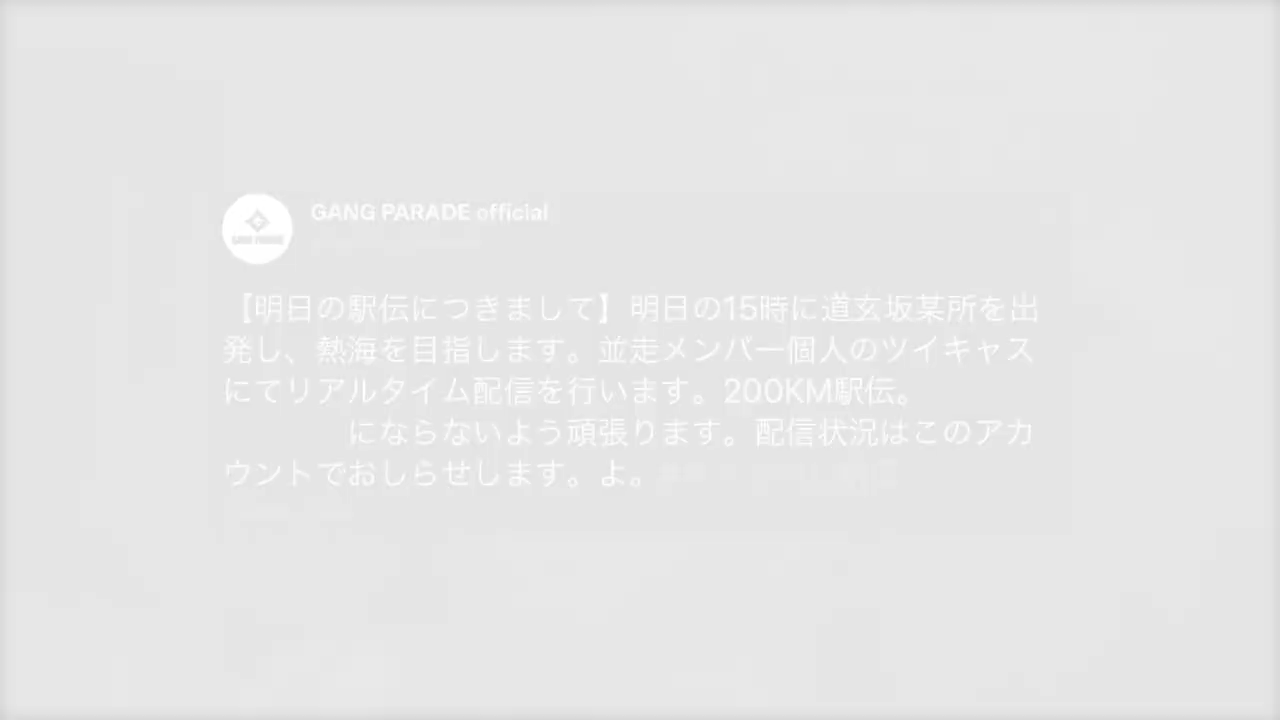 GANG PARADE official
【明日の駅伝につきまして】明日の15時に道玄坂某所を出
発し、熱海を目指します。並走メンバー個人のツイキャス
にてリアルタイム配信を行います。200KM駅伝。
にならないよう頑張ります。配信状況はこのアカ
ウントでおしらせします。よ。